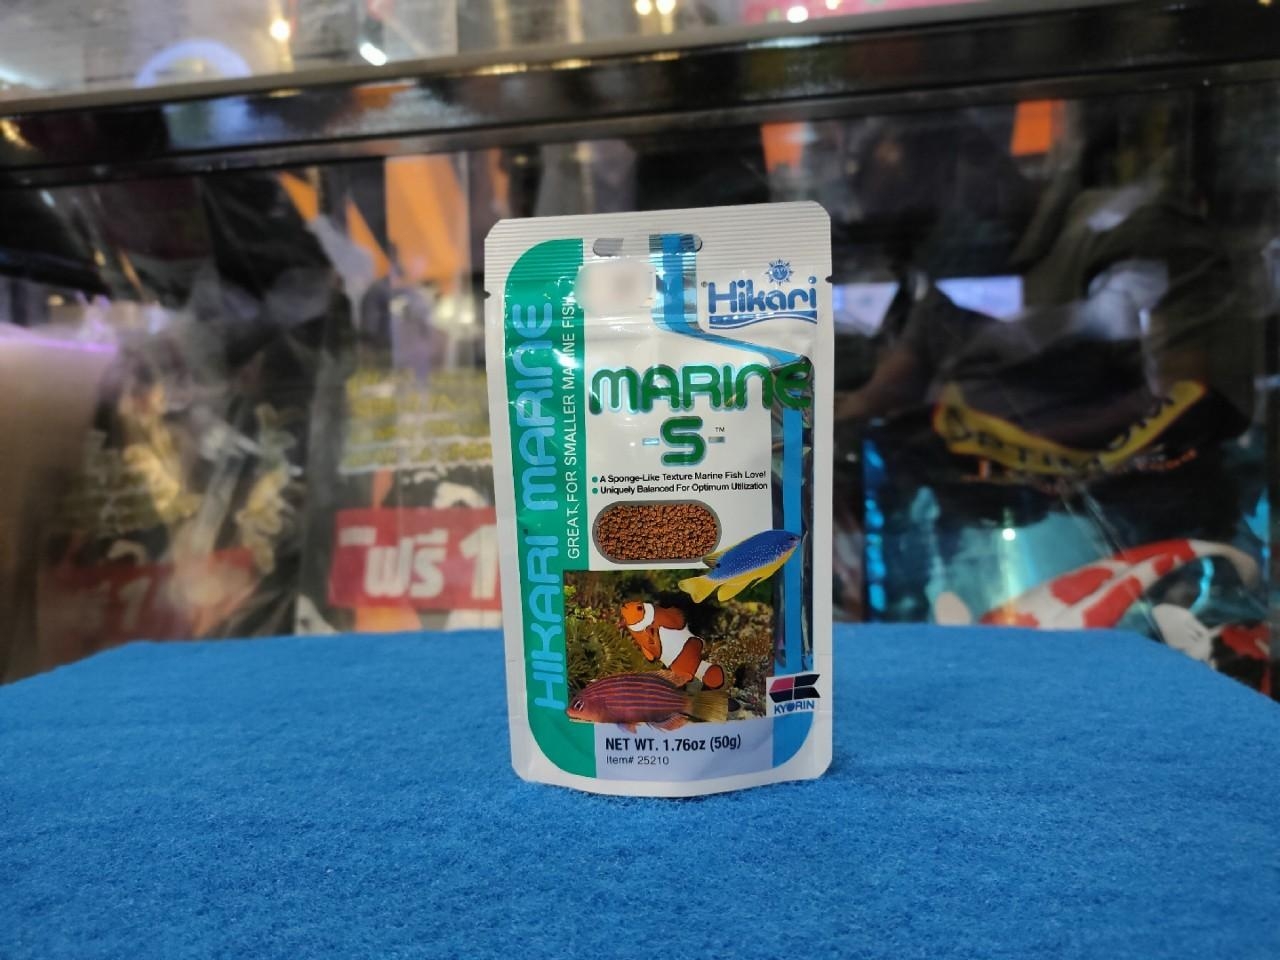 Hikari
MARINE
-S-™
• A Sponge-Like Texture Marine Fish Love!
• Uniquely Balanced For Optimum Utilization
HIKARI MARINE
GREAT FOR SMALLER MARINE FISH
KYORIN
NET WT. 1.76oz (50g)
Item# 25210
ฟรี 1